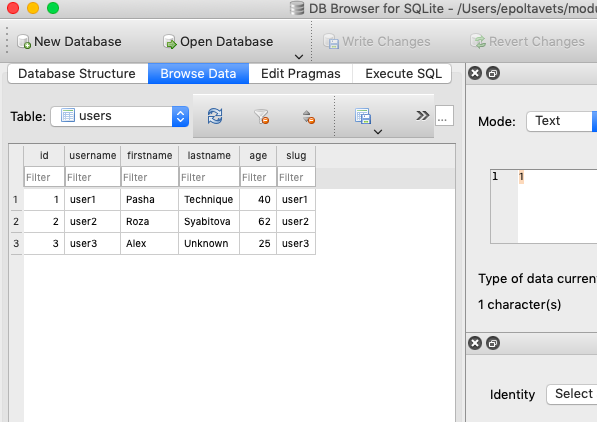 DB Browser for SQLite - /Users/epoltavets/modu
New Database Open Database Write Changes Revert Changes
Database Structure Browse Data Edit Pragmas Execute SQL
Table: users ...
id username firstname lastname age slug
Filter Filter Filter Filter Filter Filter
1 1 user1 Pasha Technique 40 user1
2 2 user2 Roza Syabitova 62 user2
3 3 user3 Alex Unknown 25 user3
Mode: Text
1 1
Type of data curren
1 character(s)
Identity Select